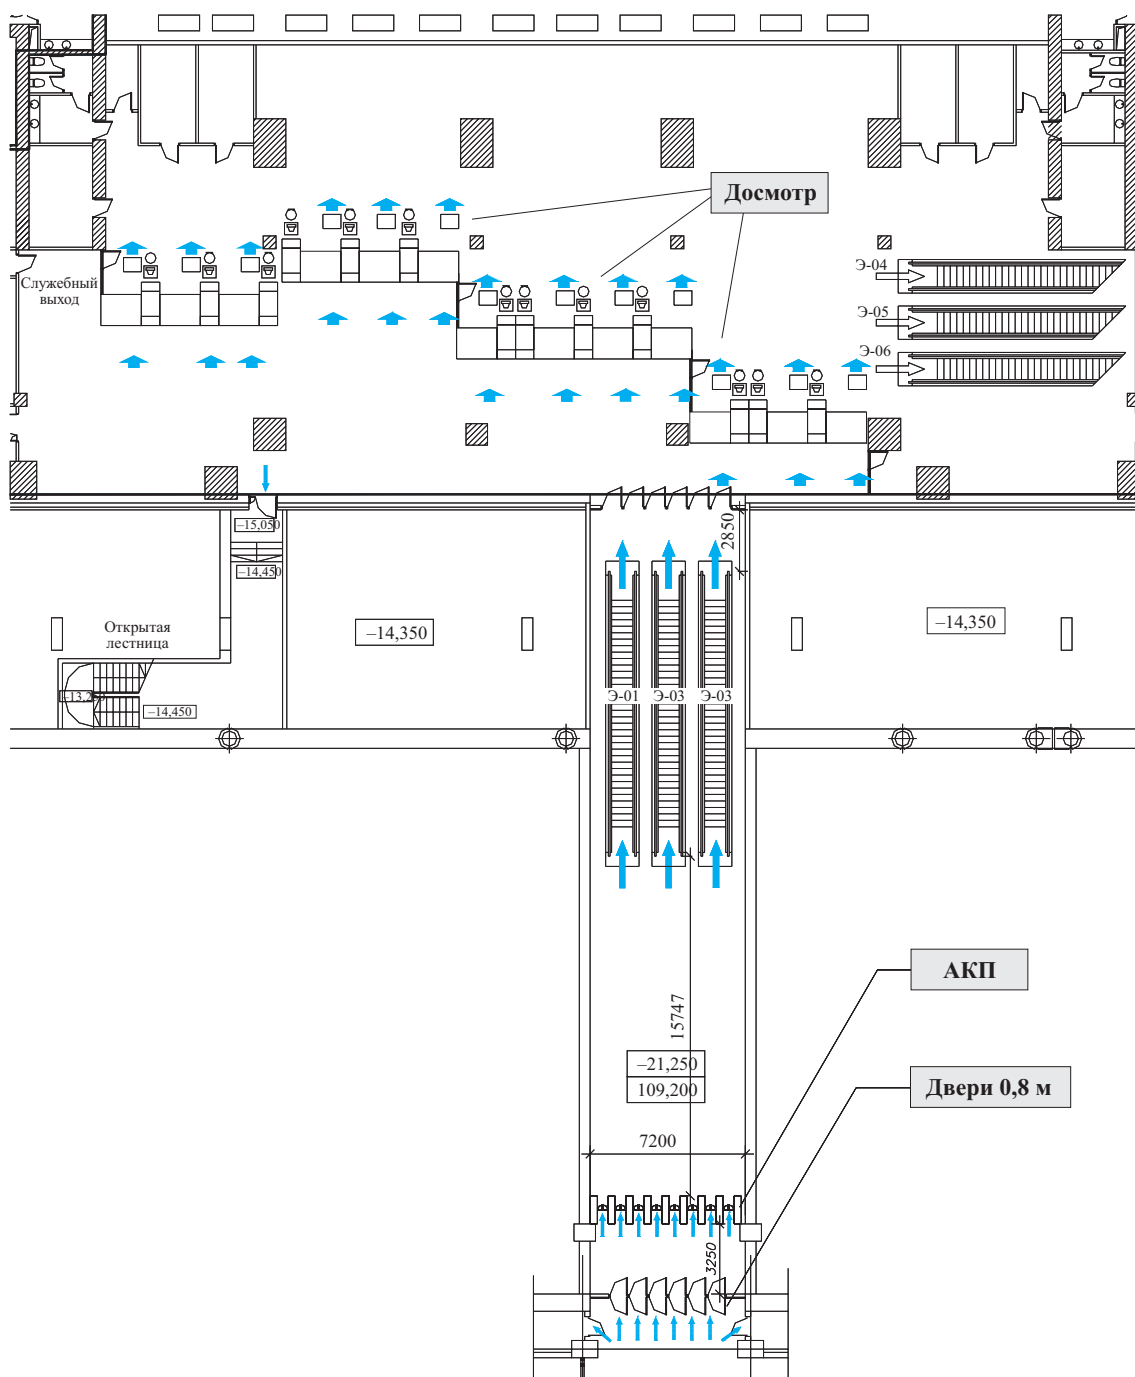 Досмотр
Служебный
выход
Э-04
Э-05
Э-06
–15,050
–14,450
2850
Открытая
лестница
–14,350
–14,350
–14,450
Э-01
Э-03
Э-03
АКП
15747
–21,250
109,200
Двери 0,8 м
7200
3250